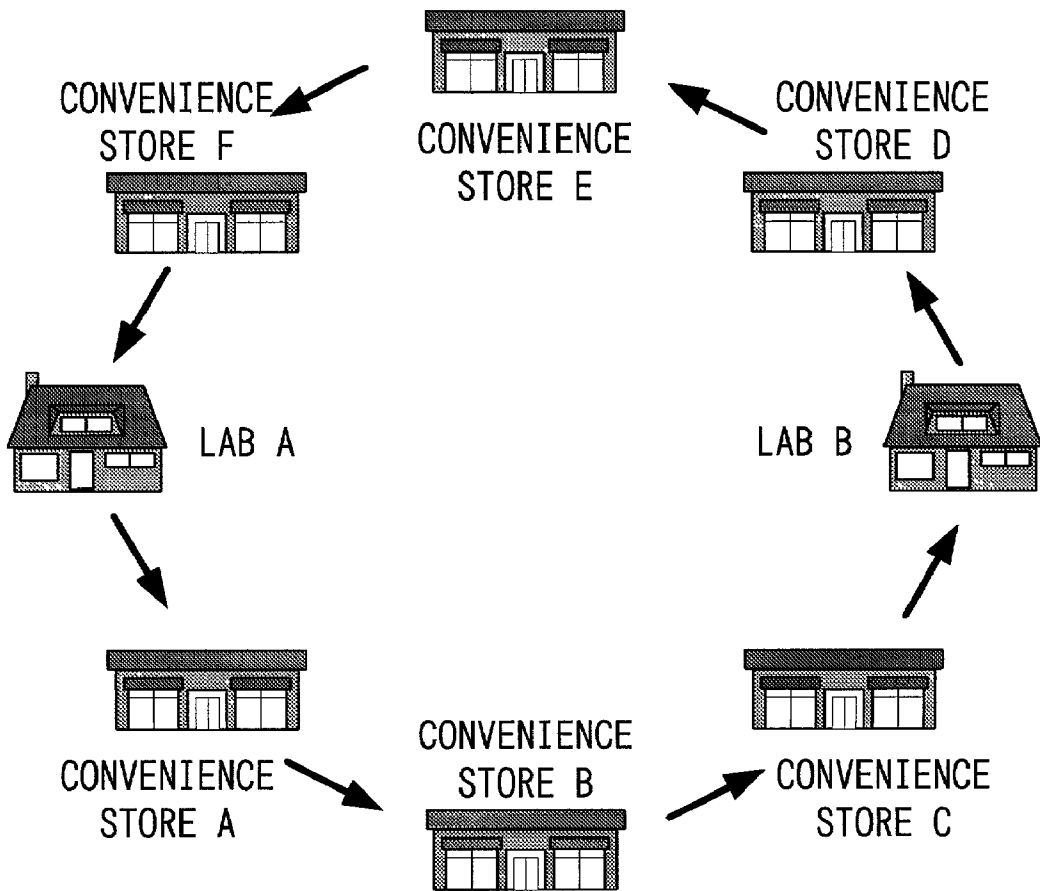 CONVENIENCE
STORE F
CONVENIENCE
STORE E
CONVENIENCE
STORE D
LAB A
LAB B
CONVENIENCE
STORE A
CONVENIENCE
STORE B
CONVENIENCE
STORE C